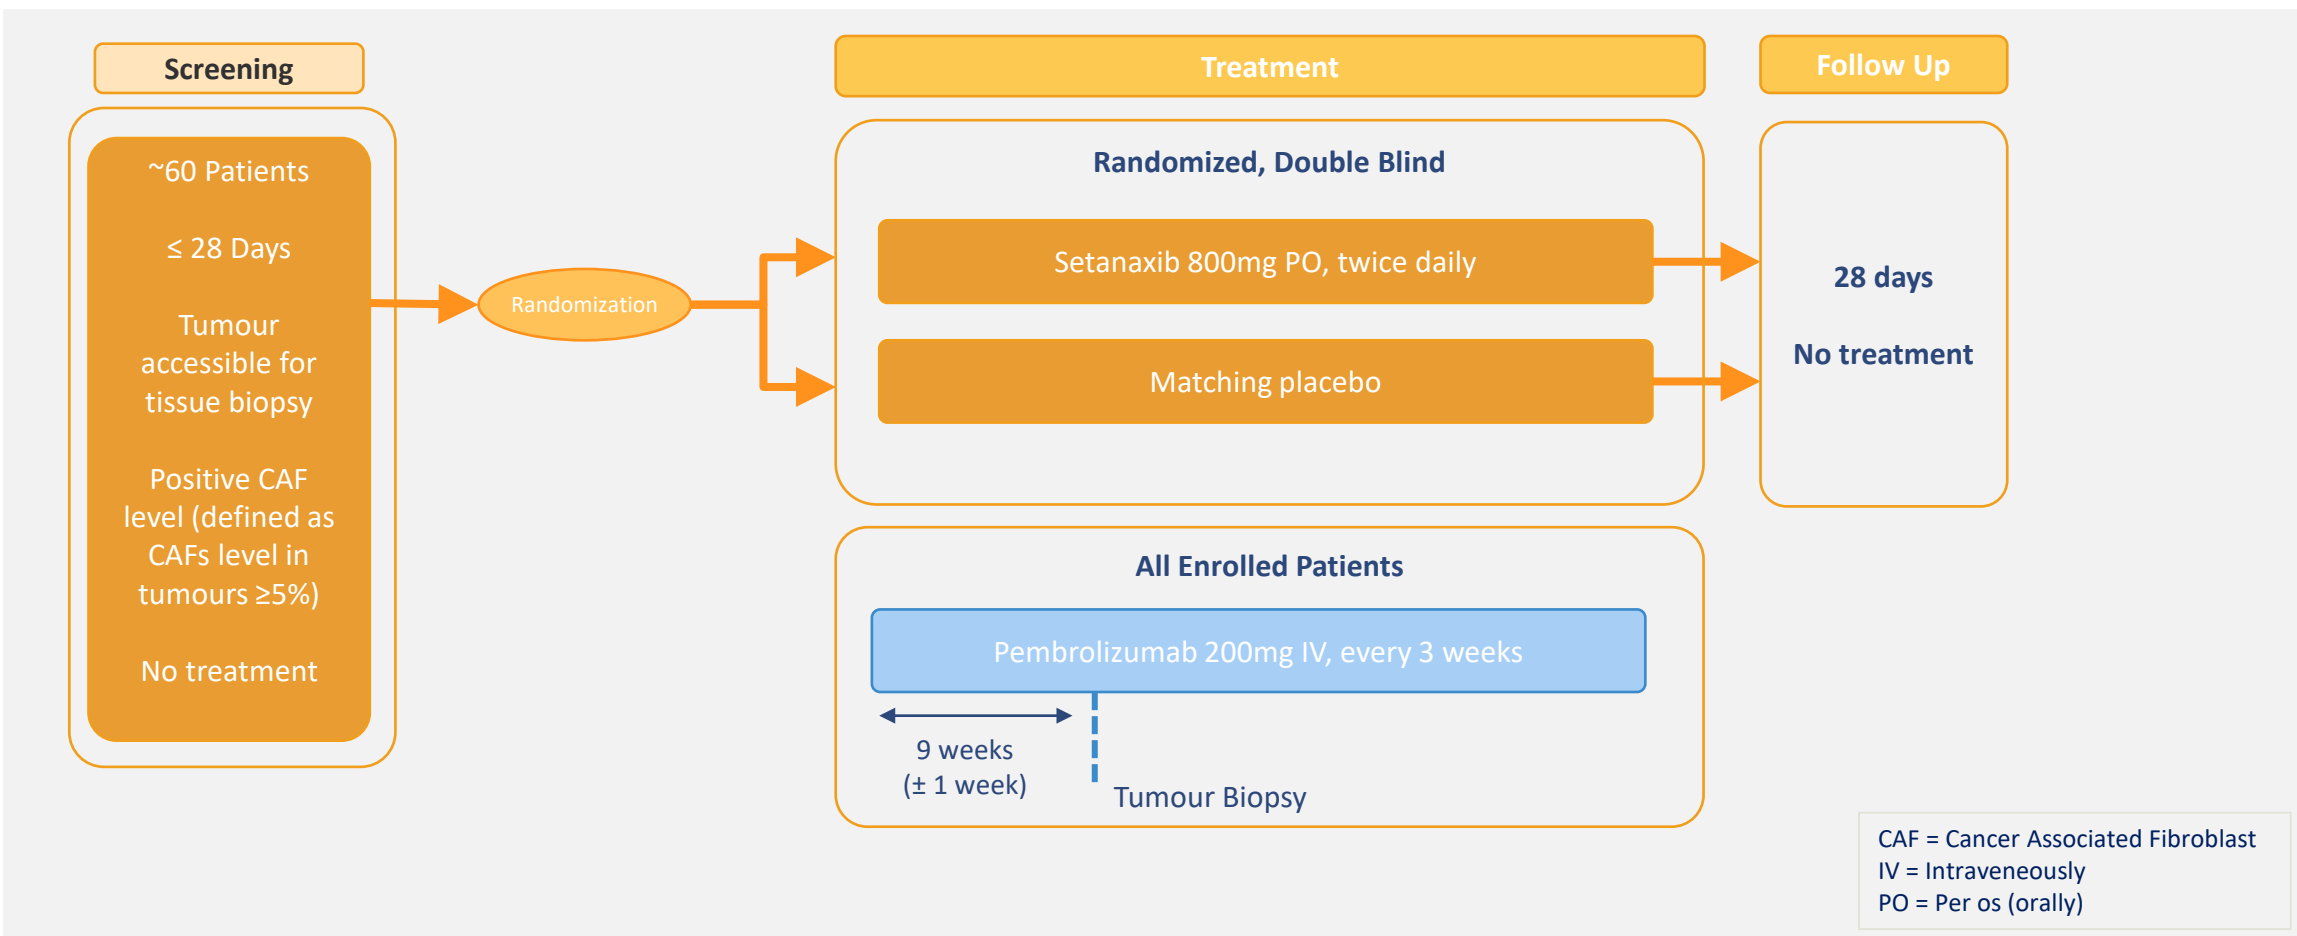 Screening
~60 Patients
≤ 28 Days
Tumour
accessible for
tissue biopsy
Positive CAF
level (defined as
CAFs level in
tumours ≥5%)
No treatment
Randomization
Treatment
Randomized, Double Blind
Setanaxib 800mg PO, twice daily
Matching placebo
All Enrolled Patients
Pembrolizumab 200mg IV, every 3 weeks
9 weeks
(± 1 week)
Tumour Biopsy
Follow Up
28 days
No treatment
CAF = Cancer Associated Fibroblast
IV = Intraveneously
PO = Per os (orally)